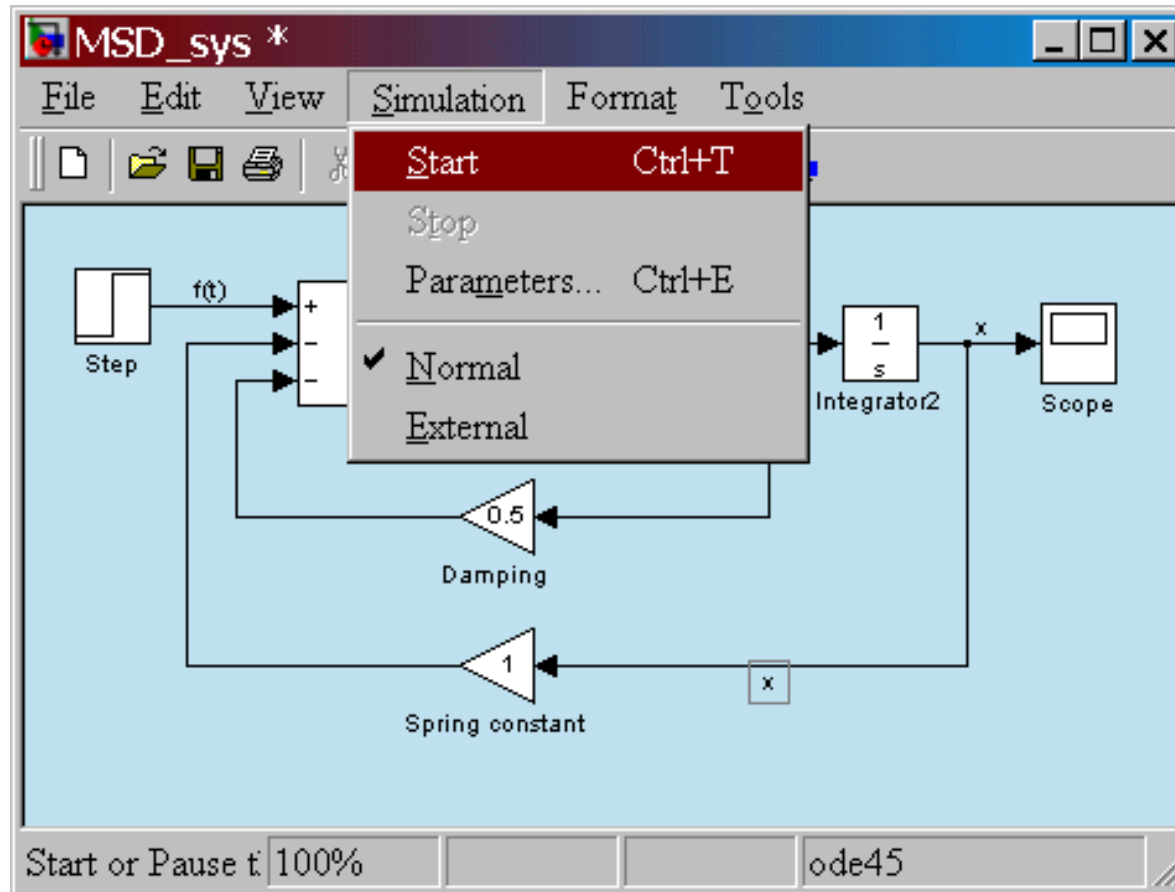 MSD_sys *
File Edit View Simulation Format Tools
Start Ctrl+T
Stop
Parameters... Ctrl+E
Normal
External
f(t)
+
−
−
Step
1
s
Integrator2
x
Scope
0.5
Damping
1
x
Spring constant
Start or Pause t 100% ode45